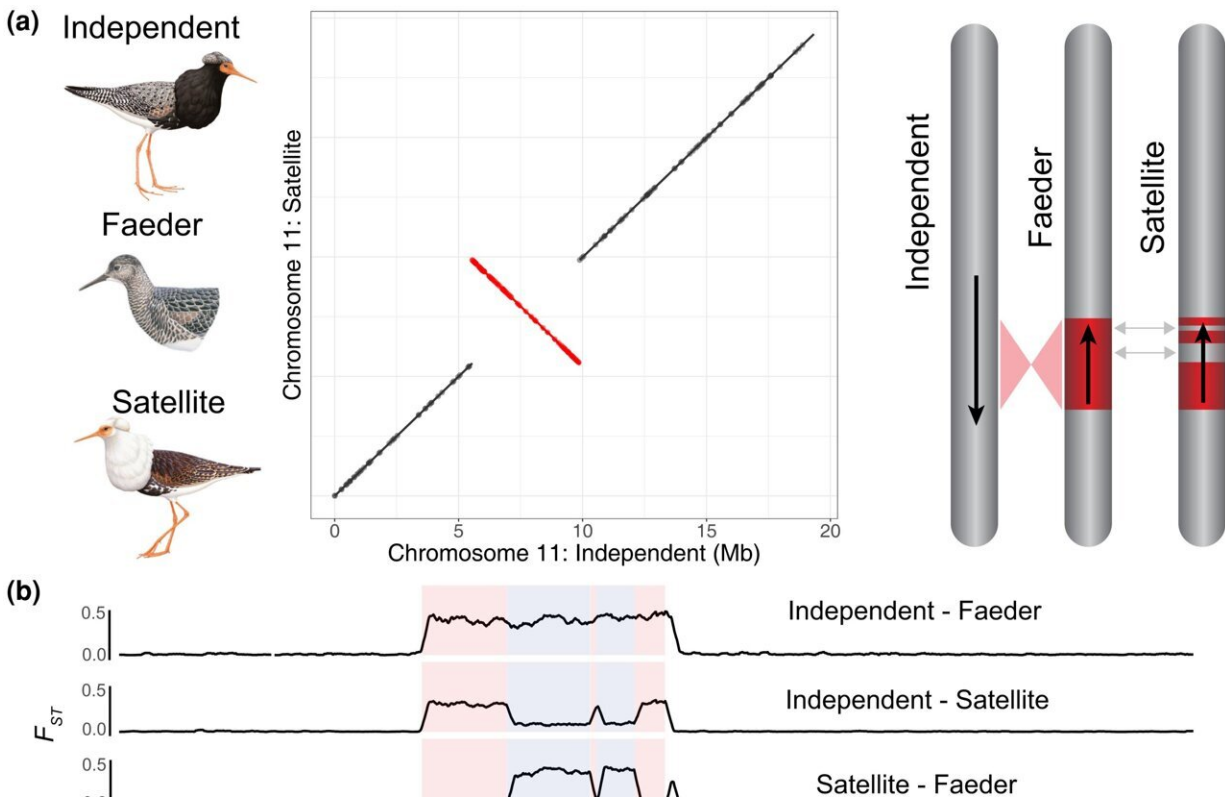 (a)
Independent
Faeder
Satellite
Chromosome 11: Satellite
0
5
10
15
20
Chromosome 11: Independent (Mb)
Independent
Faeder
Satellite
(b)
0.5
0.0
Independent - Faeder
0.5
0.0
Independent - Satellite
FST
0.5
Satellite - Faeder